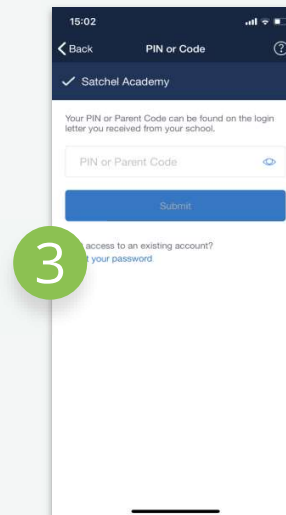 15:02
Back PIN or Code ?
Satchel Academy
Your PIN or Parent Code can be found on the login
letter you received from your school.
PIN or Parent Code
Submit
access to an existing account?
your password
3